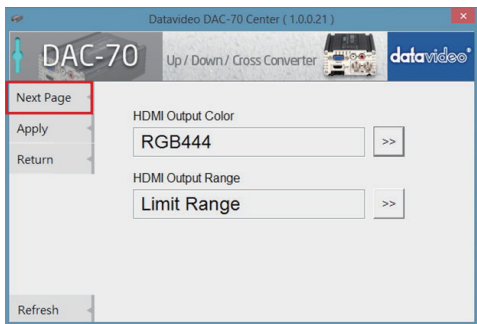 Datavideo DAC-70 Center ( 1.0.0.21 )
DAC-70
Up / Down / Cross Converter
datavideo
Next Page
Apply
Return
HDMI Output Color
RGB444
>>
HDMI Output Range
Limit Range
>>
Refresh